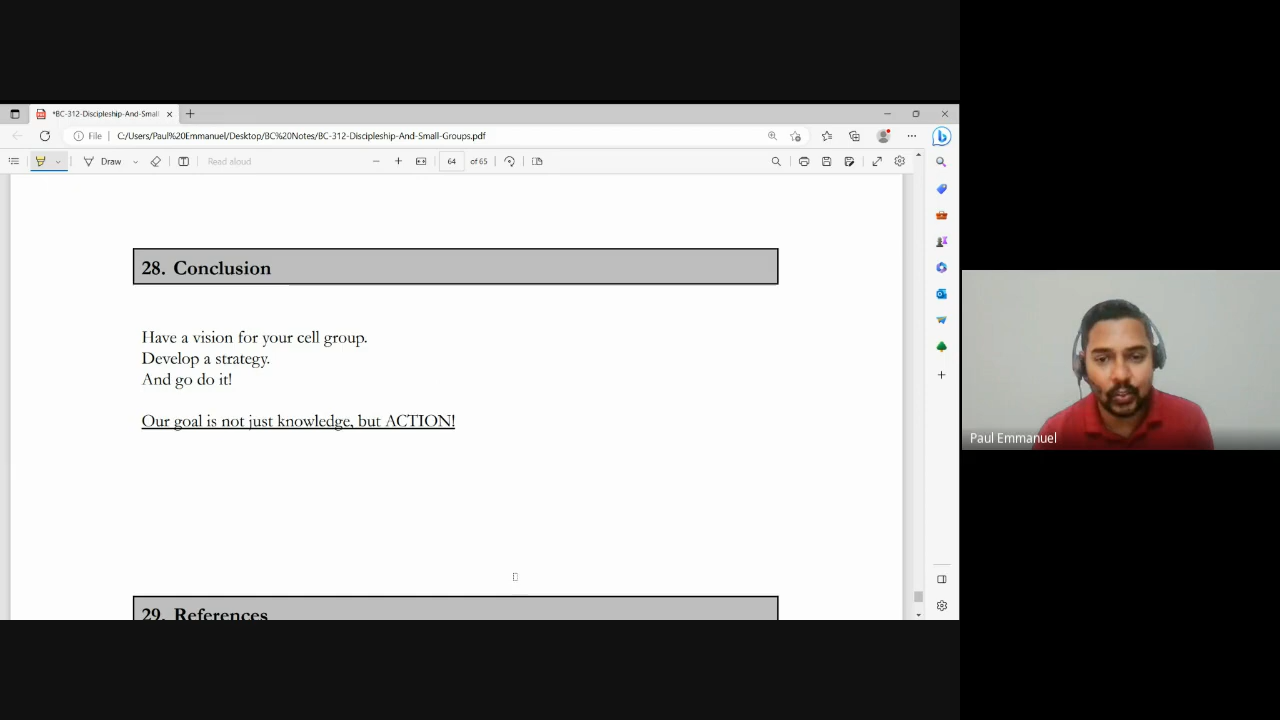 *BC-312-Discipleship-And-Small
File
C:/Users/Paul%20Emmanuel/Desktop/BC%20Notes/BC-312-Discipleship-And-Small-Groups.pdf
Draw
Read aloud
64 of 65
28. Conclusion
Have a vision for your cell group.
Develop a strategy.
And go do it!
Our goal is not just knowledge, but ACTION!
29. References
Paul Emmanuel